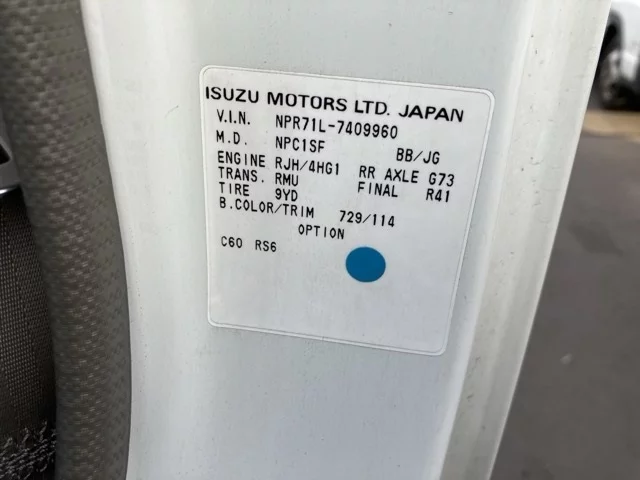 ISUZU MOTORS LTD. JAPAN
V.I.N. NPR71L-7409960
M.D. NPC1SF BB/JG
ENGINE RJH/4HG1 RR AXLE G73
TRANS. RMU FINAL R41
TIRE 9YD
B.COLOR/TRIM 729/114
OPTION
C60 RS6